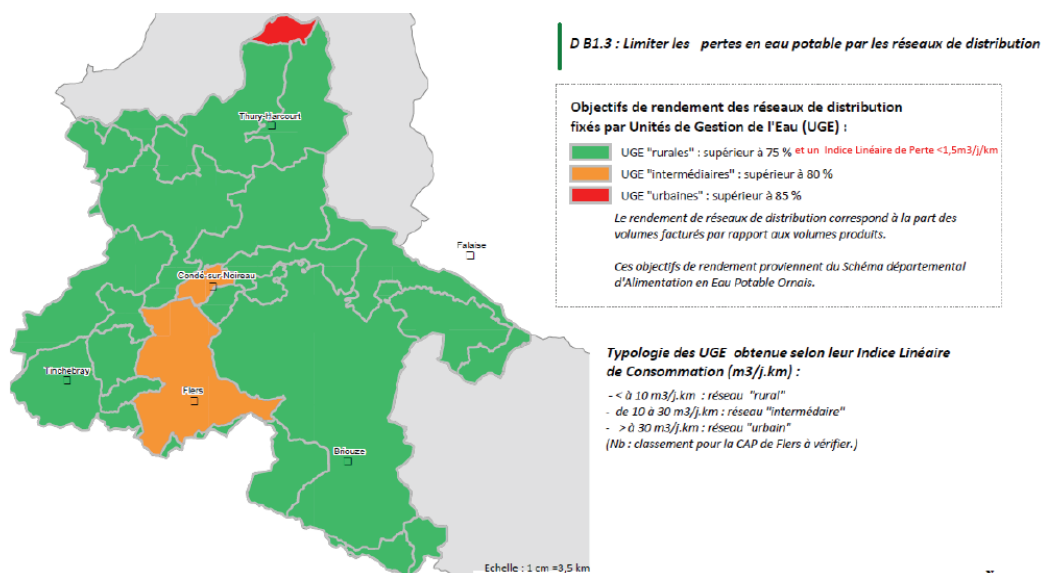 D B1.3 : Limiter les pertes en eau potable par les réseaux de distribution
Objectifs de rendement des réseaux de distribution
fixés par Unités de Gestion de l'Eau (UGE) :
UGE "rurales" : supérieur à 75 % et un Indice Linéaire de Perte <1,5m3/j/km
UGE "intermédiaires" : supérieur à 80 %
UGE "urbaines" : supérieur à 85 %
Le rendement de réseaux de distribution correspond à la part des
volumes facturés par rapport aux volumes produits.
Ces objectifs de rendement proviennent du Schéma départemental
d'Alimentation en Eau Potable Ornais.
Typologie des UGE obtenue selon leur Indice Linéaire
de Consommation (m3/j.km) :
- < à 10 m3/j.km : réseau "rural"
- de 10 à 30 m3/j.km : réseau "intermédaire"
- > à 30 m3/j.km : réseau "urbain"
(Nb : classement pour la CAP de Flers à vérifier.)
Thury-Harcourt
Falaise
Condé-sur-Noireau
Tinchebray
Flers
Briouze
Echelle : 1 cm =3,5 km